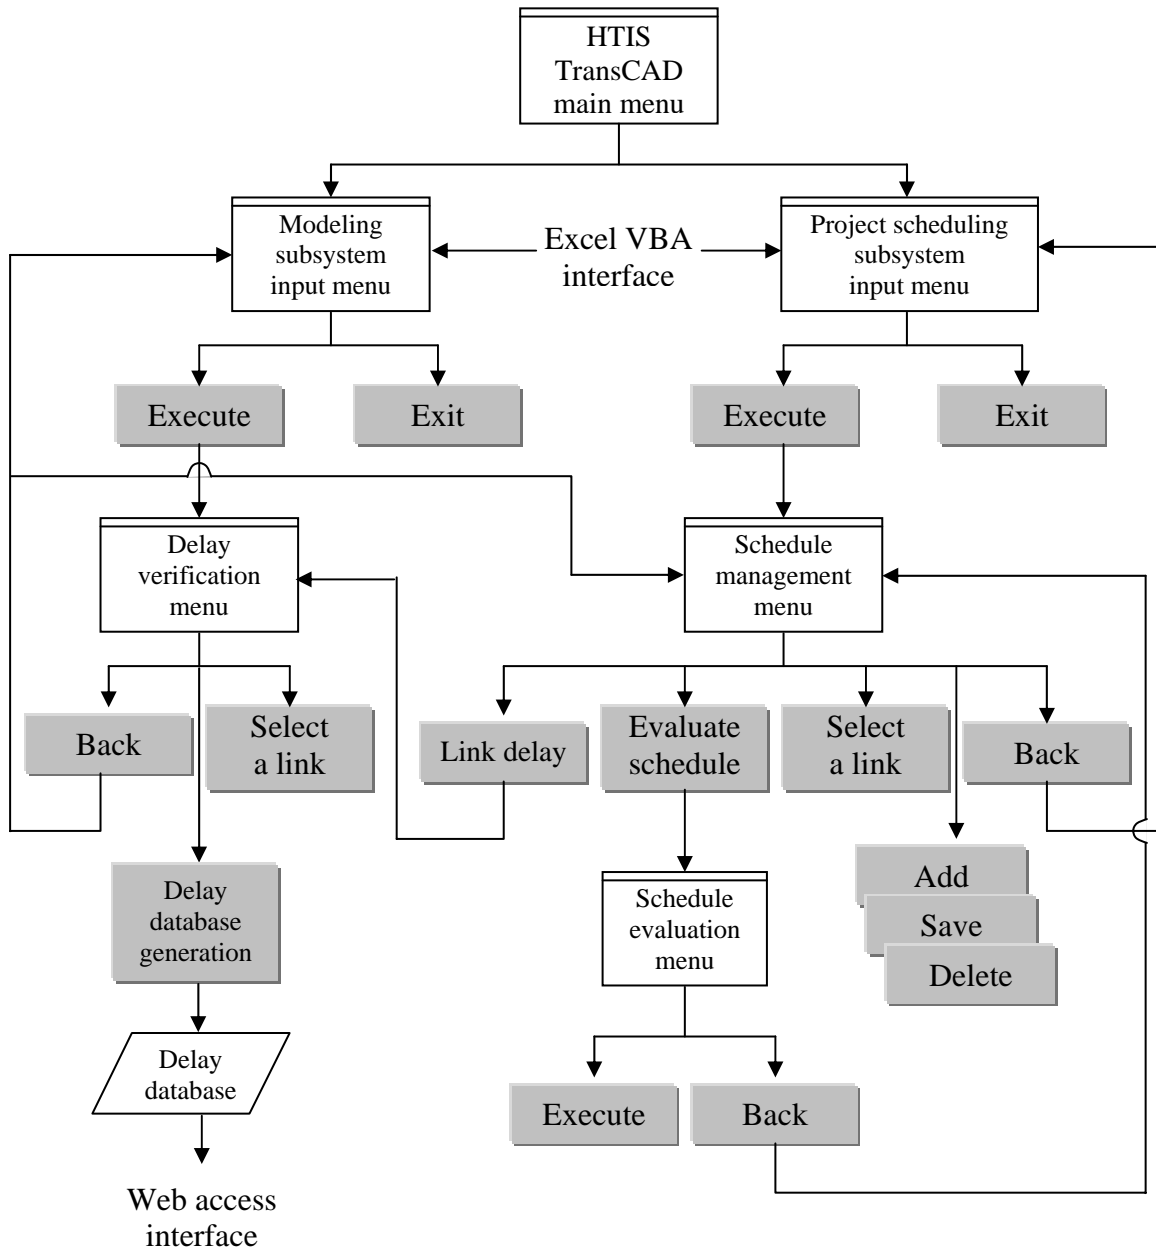 HTIS
TransCAD
main menu
Modeling
subsystem
input menu
Excel VBA
interface
Project scheduling
subsystem
input menu
Execute
Exit
Execute
Exit
Delay
verification
menu
Schedule
management
menu
Back
Select
a link
Link delay
Evaluate
schedule
Select
a link
Back
Delay
database
generation
Schedule
evaluation
menu
Add
Save
Delete
Delay
database
Execute
Back
Web access
interface